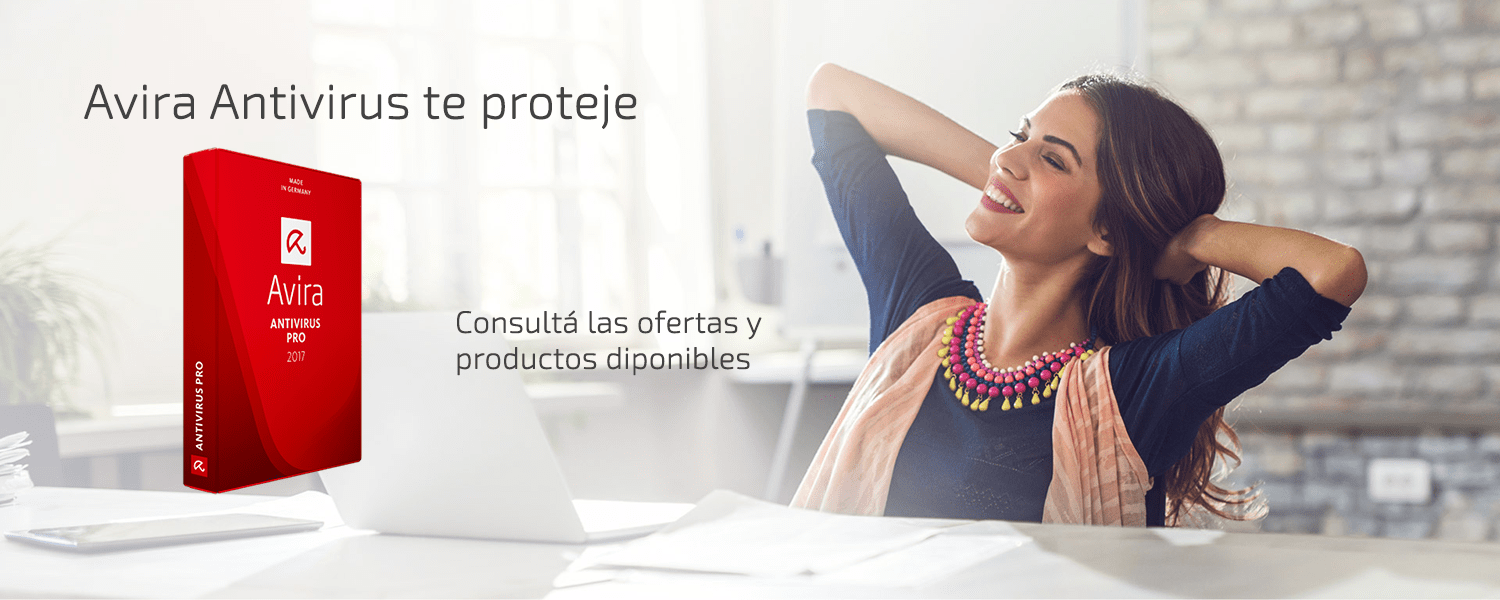 Avira Antivirus te proteje
MADE
IN GERMANY
Avira
ANTIVIRUS
PRO
2017
ANTIVIRUS PRO
Consultá las ofertas y
productos diponibles